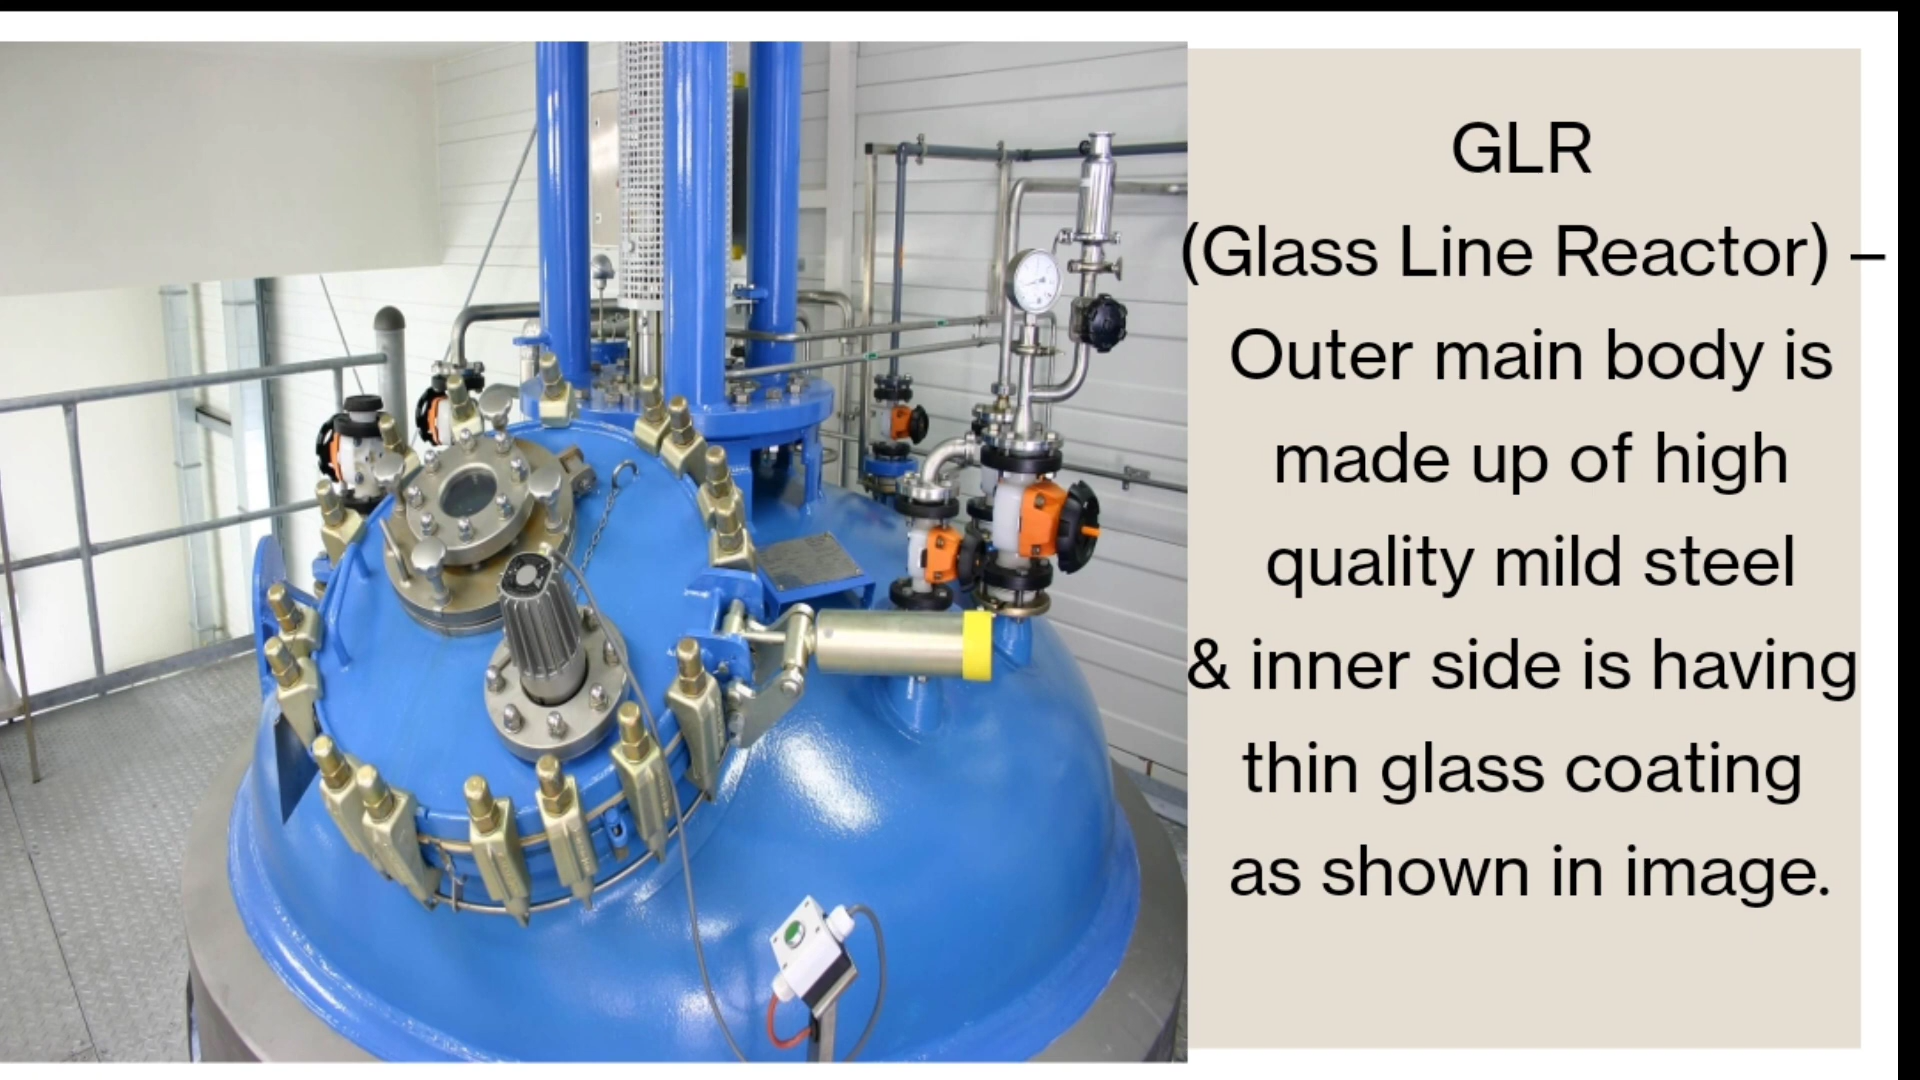 GLR
(Glass Line Reactor) –
Outer main body is
made up of high
quality mild steel
& inner side is having
thin glass coating
as shown in image.